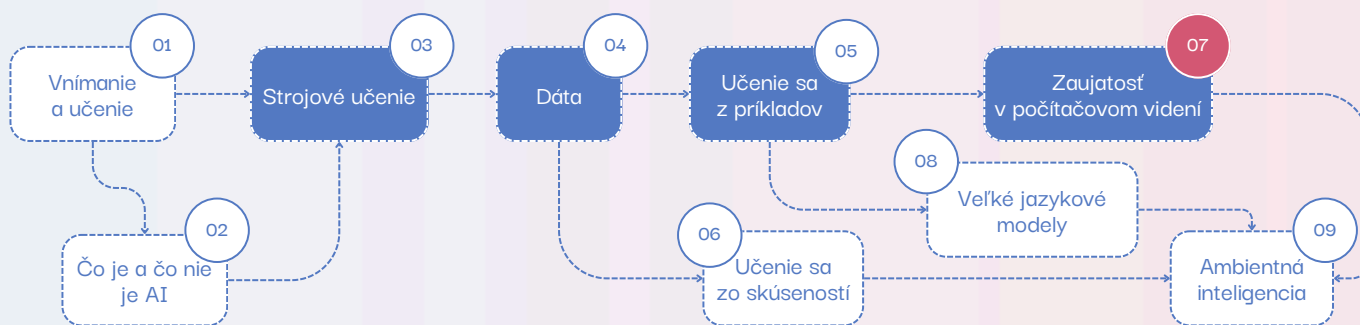 01
Vnímanie
a učenie
02
Čo je a čo nie
je AI
03
Strojové učenie
04
Dáta
05
Učenie sa
z príkladov
06
Učenie sa
zo skúseností
07
Zaujatosť
v počítačovom videní
08
Veľké jazykové
modely
09
Ambientná
inteligencia